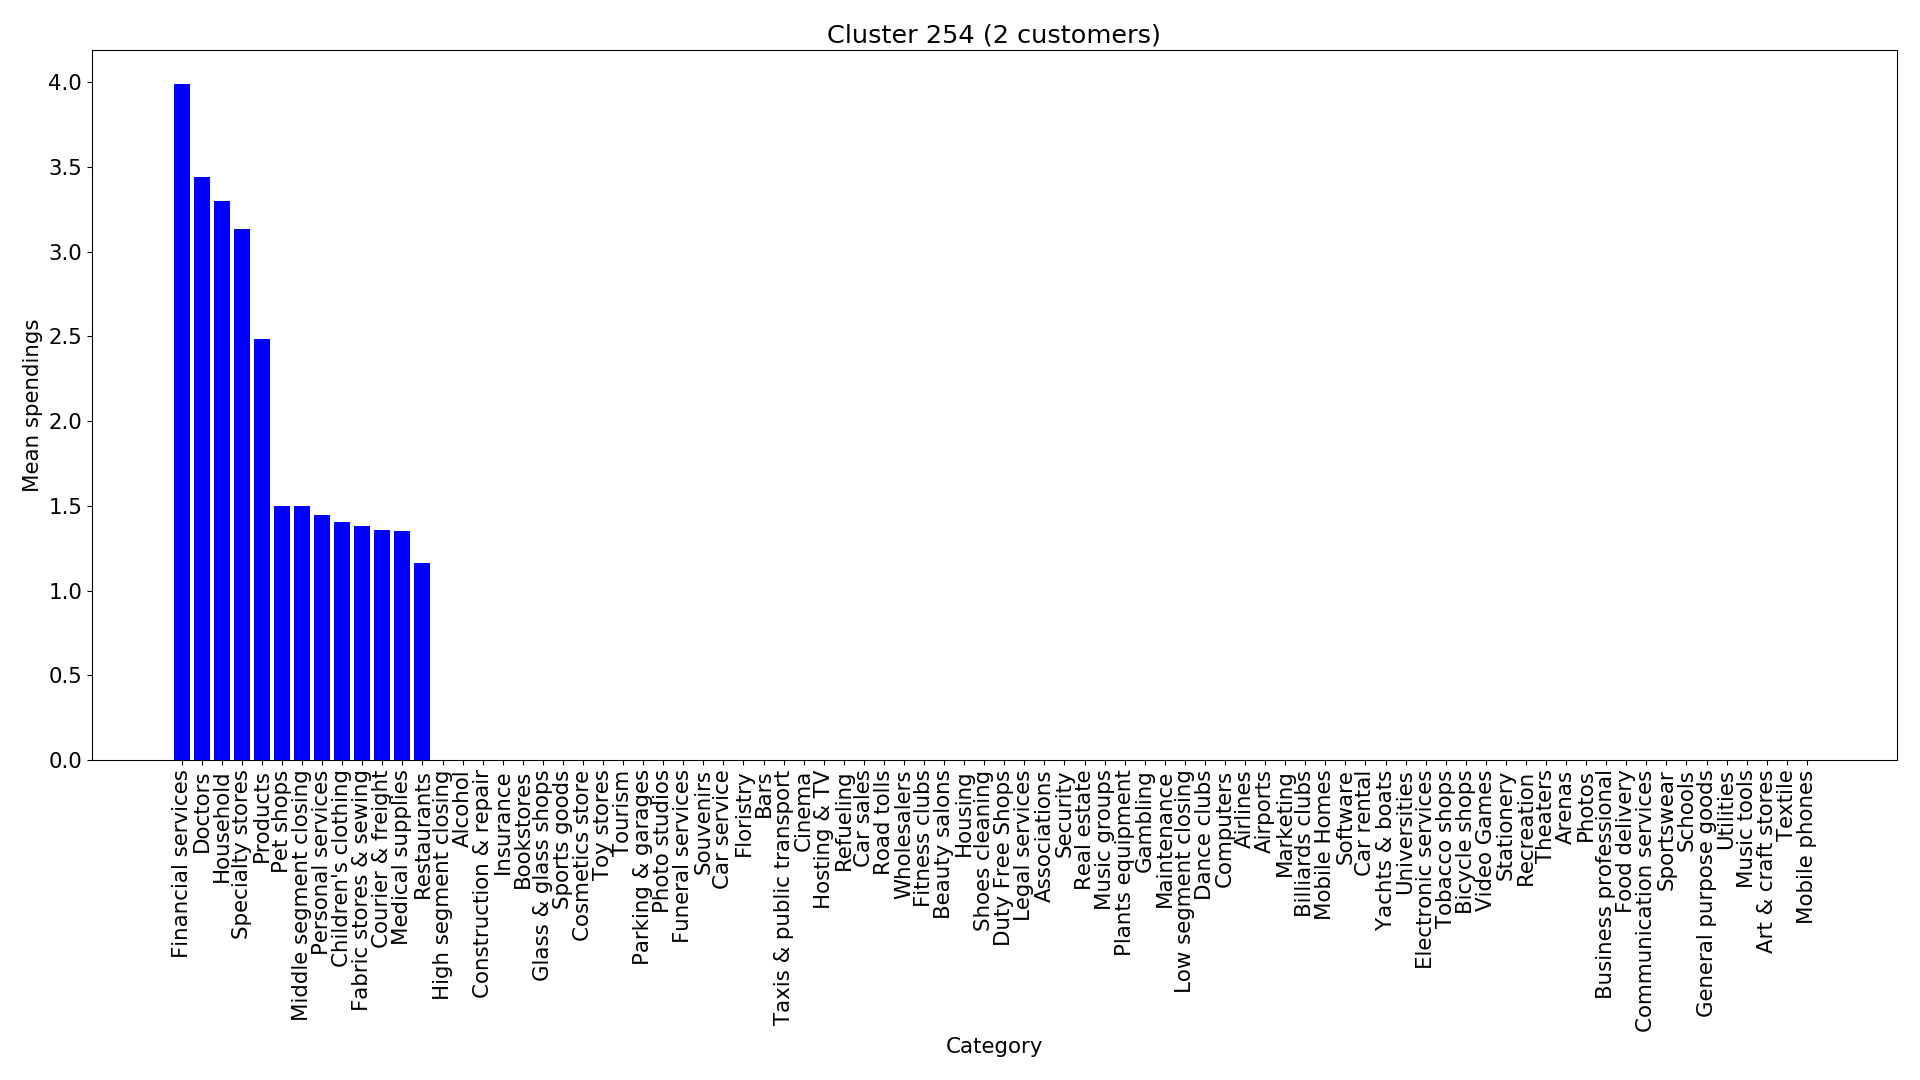 Cluster 254 (2 customers)
Mean spendings
4.0
3.5
3.0
2.5
2.0
1.5
1.0
0.5
0.0
Financial services
Doctors
Household
Specialty stores
Products
Pet shops
Middle segment closing
Personal services
Children's clothing
Fabric stores & sewing
Courier & freight
Medical supplies
Restaurants
High segment closing
Alcohol
Construction & repair
Insurance
Bookstores
Glass & glass shops
Sports goods
Cosmetics store
Toy stores
Tourism
Parking & garages
Photo studios
Funeral services
Souvenirs
Car service
Floristry
Bars
Taxis & public transport
Cinema
Hosting & TV
Refueling
Car sales
Road tolls
Wholesalers
Fitness clubs
Beauty salons
Housing
Shoes cleaning
Duty Free Shops
Legal services
Associations
Security
Real estate
Music groups
Plants equipment
Gambling
Maintenance
Low segment closing
Dance clubs
Computers
Airlines
Airports
Marketing
Billiards clubs
Mobile Homes
Software
Car rental
Yachts & boats
Universities
Electronic services
Tobacco shops
Bicycle shops
Video Games
Stationery
Recreation
Theaters
Arenas
Photos
Business professional
Food delivery
Communication services
Sportswear
Schools
General purpose goods
Utilities
Music tools
Art & craft stores
Textile
Mobile phones
Category